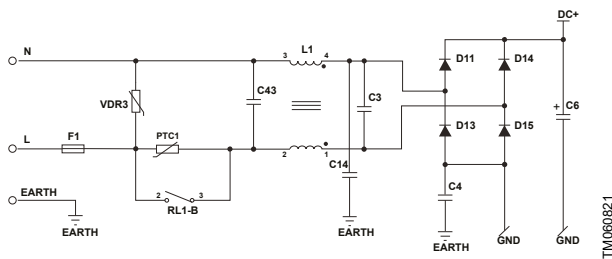 DC+
N
3
L1
4
D11
D14
VDR3
C43
C3
+
C6
L
F1
PTC1
D13
D15
2
1
C14
2
3
RL1-B
C4
EARTH
EARTH
EARTH
EARTH
GND
GND
TM060821